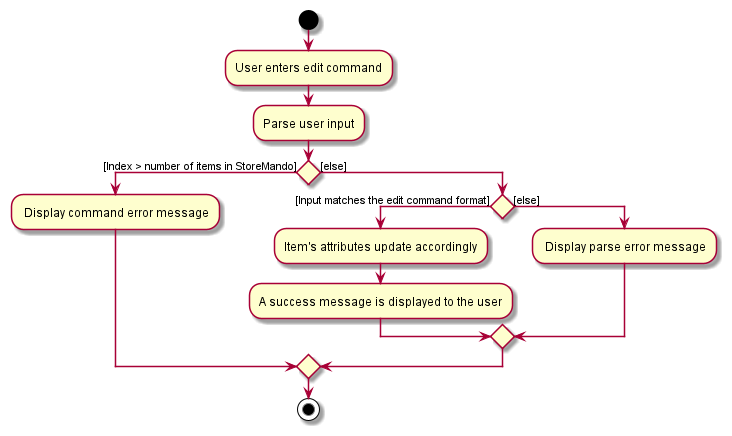 User enters edit command
Parse user input
[Index > number of items in StoreMando]
[else]
Display command error message
[Input matches the edit command format]
[else]
Item's attributes update accordingly
Display parse error message
A success message is displayed to the user